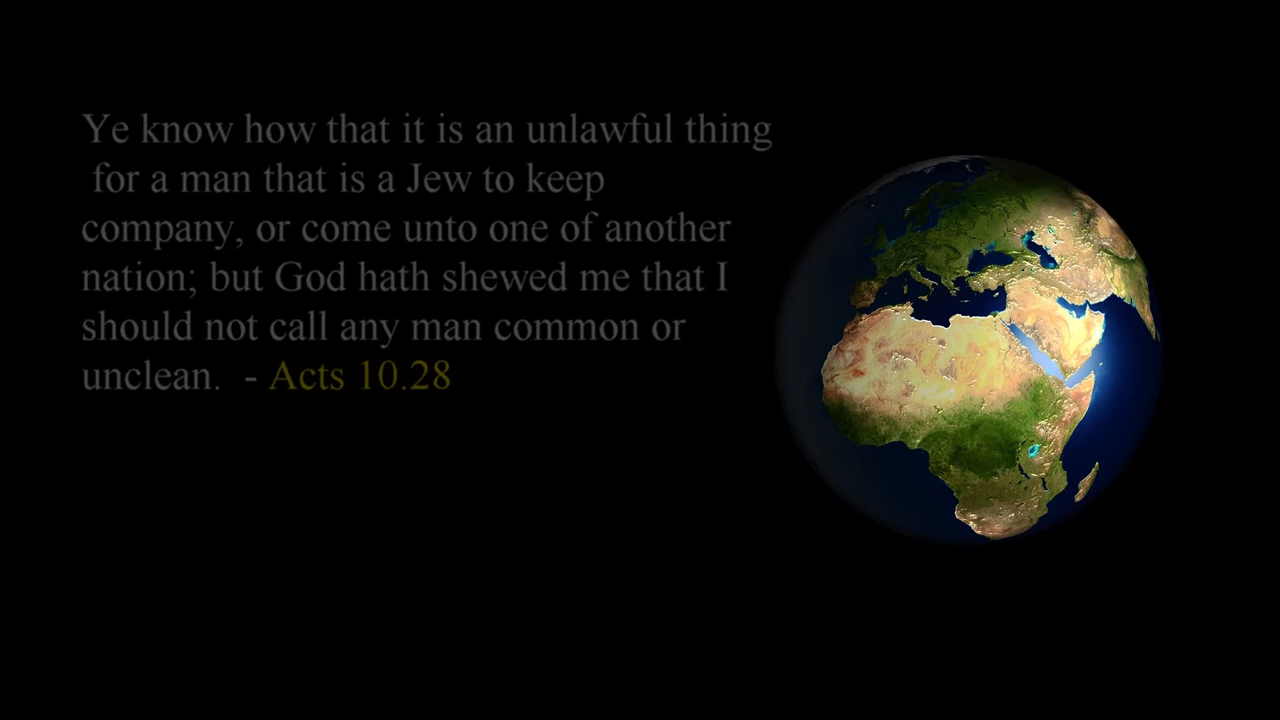 Ye know how that it is an unlawful thing
for a man that is a Jew to keep
company, or come unto one of another
nation; but God hath shewed me that I
should not call any man common or
unclean.  - Acts 10.28